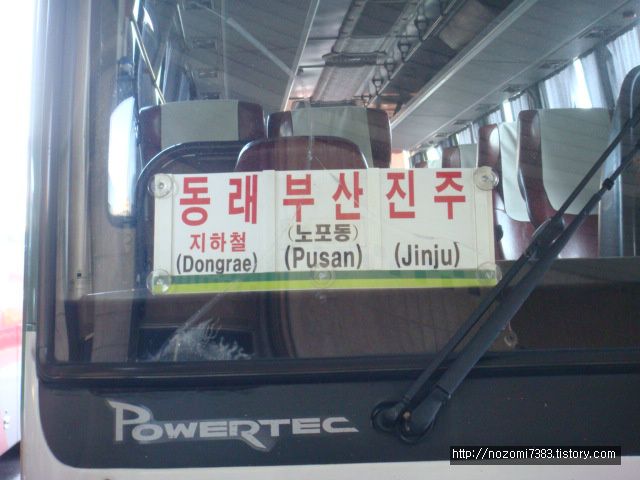 동래 부산 진주
지하철 (노포동)
(Dongrae) (Pusan) (Jinju)
POWERTEC
http://nozomi7383.tistory.com